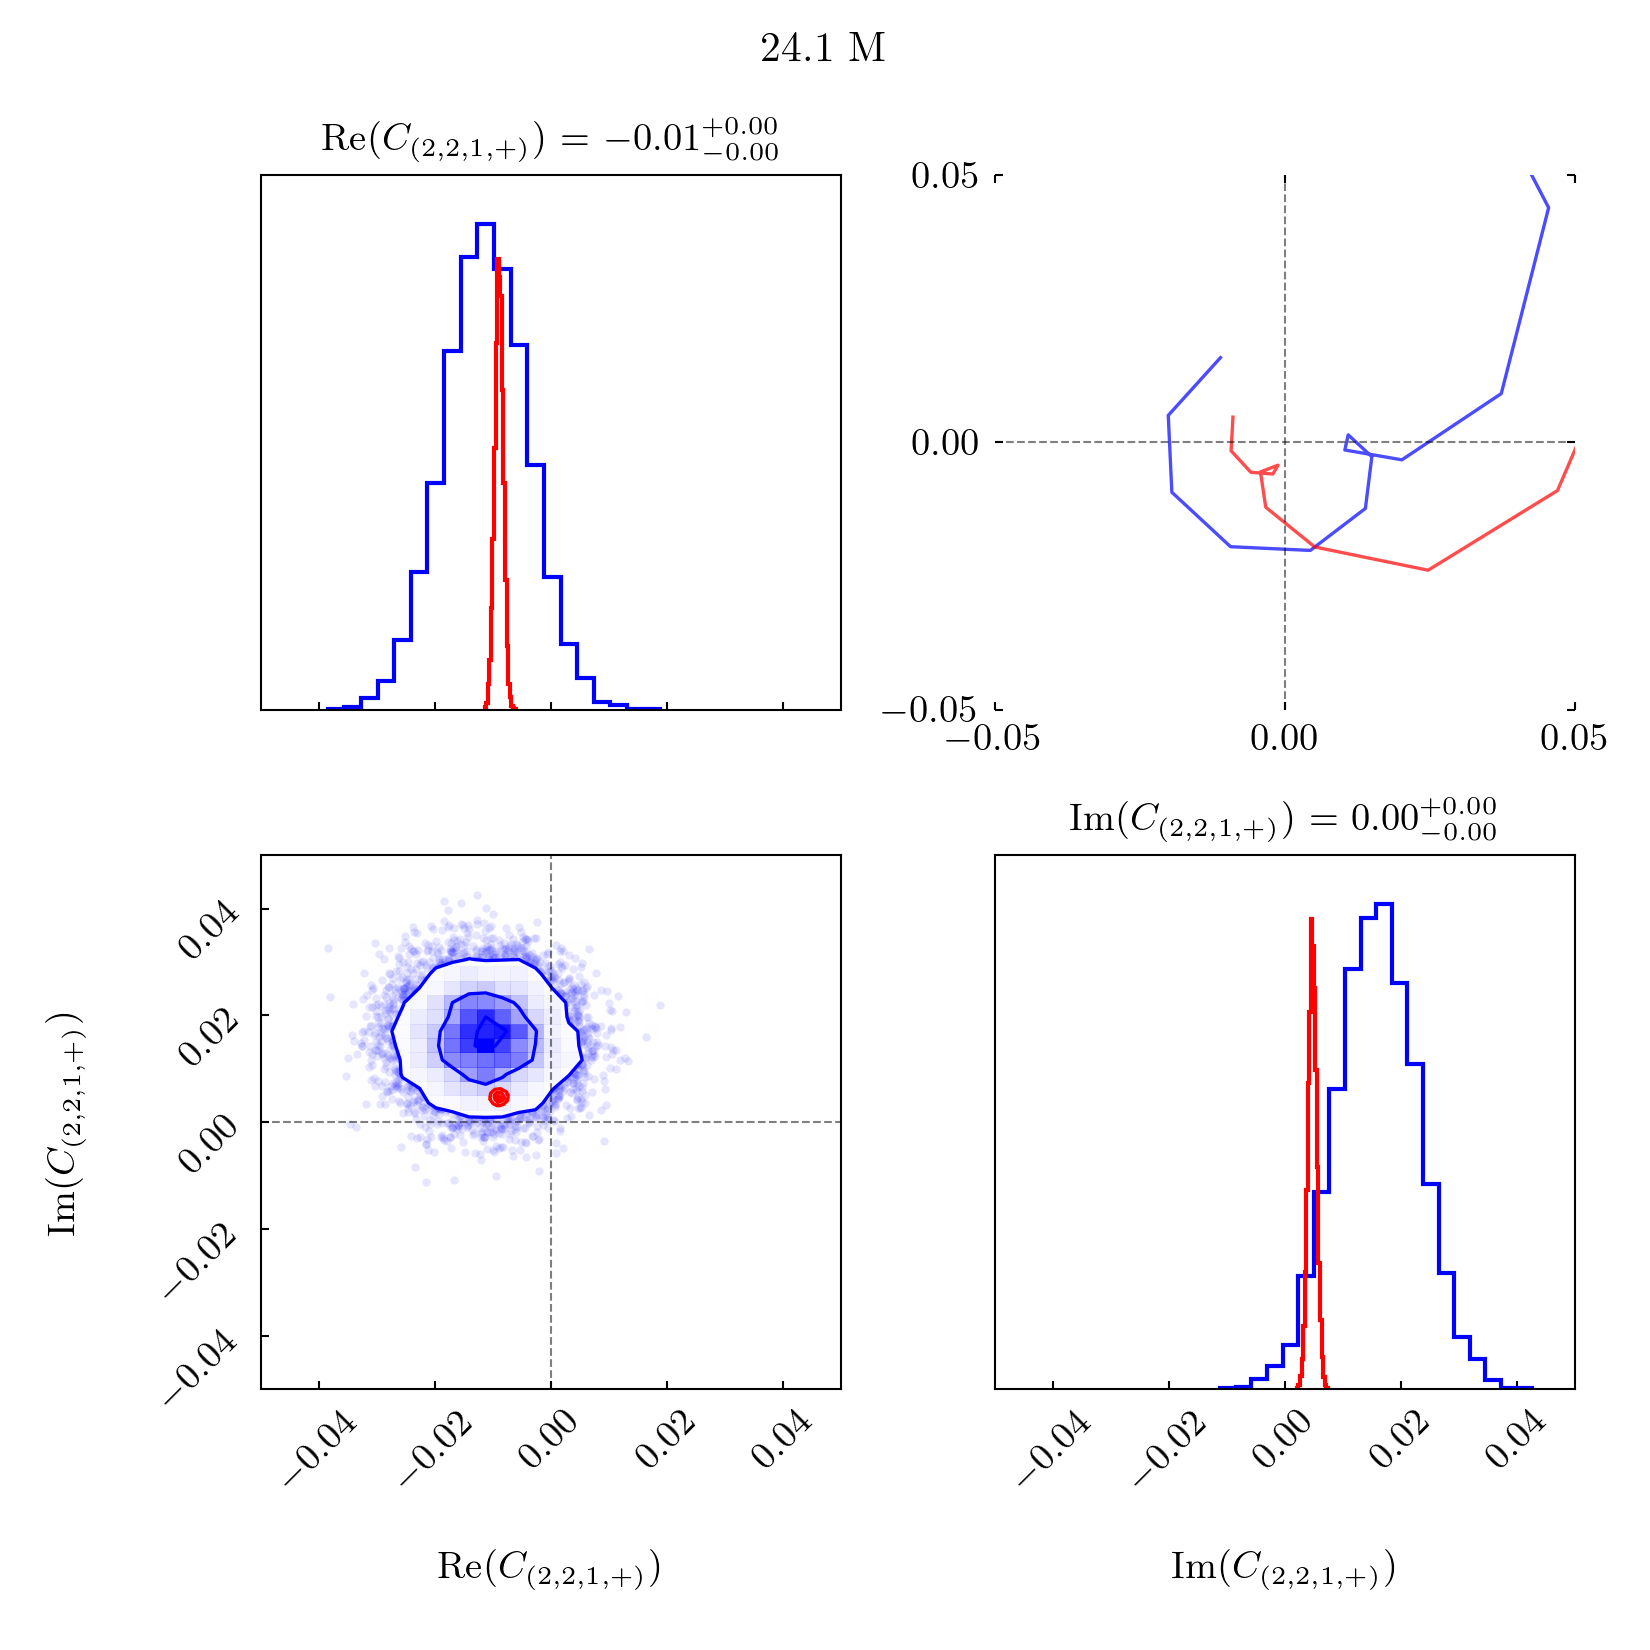 24.1 M
Re(C₍₂,₂,₁,₊₎) = −0.01 +0.00 −0.00
0.05
0.00
−0.05
−0.05 0.00 0.05
Im(C₍₂,₂,₁,₊₎) = 0.00 +0.00 −0.00
Im(C₍₂,₂,₁,₊₎)
0.04
0.02
0.00
−0.02
−0.04
−0.04 −0.02 0.00 0.02 0.04
−0.04 −0.02 0.00 0.02 0.04
Re(C₍₂,₂,₁,₊₎)
Im(C₍₂,₂,₁,₊₎)